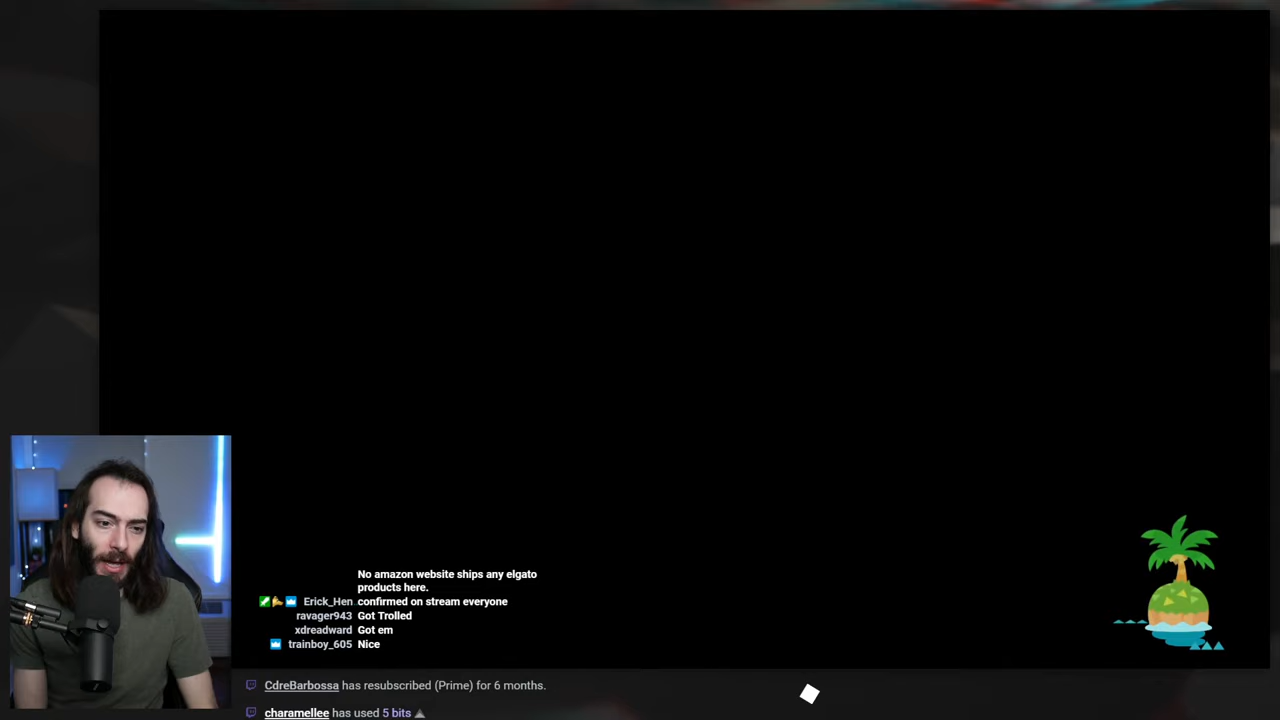 No amazon website ships any elgato
products here.
Erick_Hen confirmed on stream everyone
ravager943 Got Trolled
xdreadward Got em
trainboy_605 Nice
CdreBarbossa has resubscribed (Prime) for 6 months.
charamellee has used 5 bits